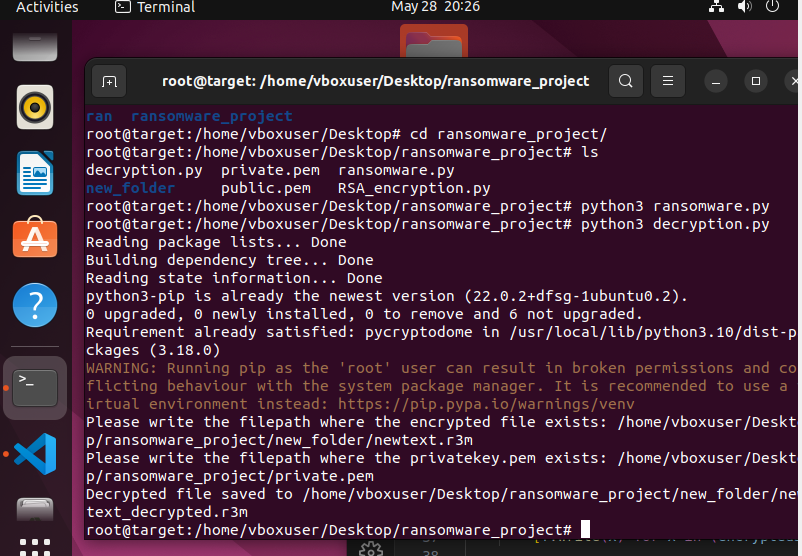 Activities Terminal May 28 20:26
root@target: /home/vboxuser/Desktop/ransomware_project
ran ransomware_project
root@target:/home/vboxuser/Desktop# cd ransomware_project/
root@target:/home/vboxuser/Desktop/ransomware_project# ls
decryption.py private.pem ransomware.py
new_folder public.pem RSA_encryption.py
root@target:/home/vboxuser/Desktop/ransomware_project# python3 ransomware.py
root@target:/home/vboxuser/Desktop/ransomware_project# python3 decryption.py
Reading package lists... Done
Building dependency tree... Done
Reading state information... Done
python3-pip is already the newest version (22.0.2+dfsg-1ubuntu0.2).
0 upgraded, 0 newly installed, 0 to remove and 6 not upgraded.
Requirement already satisfied: pycryptodome in /usr/local/lib/python3.10/dist-p
ckages (3.18.0)
WARNING: Running pip as the 'root' user can result in broken permissions and co
flicting behaviour with the system package manager. It is recommended to use a
irtual environment instead: https://pip.pypa.io/warnings/venv
Please write the filepath where the encrypted file exists: /home/vboxuser/Deskt
p/ransomware_project/new_folder/newtext.r3m
Please write the filepath where the privatekey.pem exists: /home/vboxuser/Deskt
p/ransomware_project/private.pem
Decrypted file saved to /home/vboxuser/Desktop/ransomware_project/new_folder/ne
text_decrypted.r3m
root@target:/home/vboxuser/Desktop/ransomware_project#
38